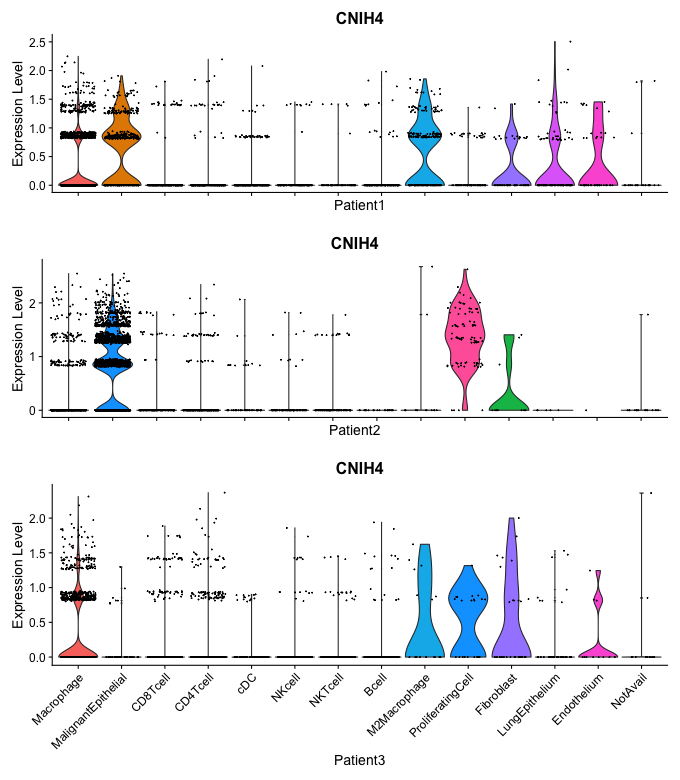 CNIH4
Expression Level
2.5
2.0
1.5
1.0
0.5
0.0
Patient1
CNIH4
Expression Level
2
1
0
Patient2
CNIH4
Expression Level
2.0
1.5
1.0
0.5
0.0
Macrophage
MalignantEpithelial
CD8Tcell
CD4Tcell
cDC
NKcell
NKTcell
Bcell
M2Macrophage
ProliferatingCell
Fibroblast
LungEpithelium
Endothelium
NotAvail
Patient3